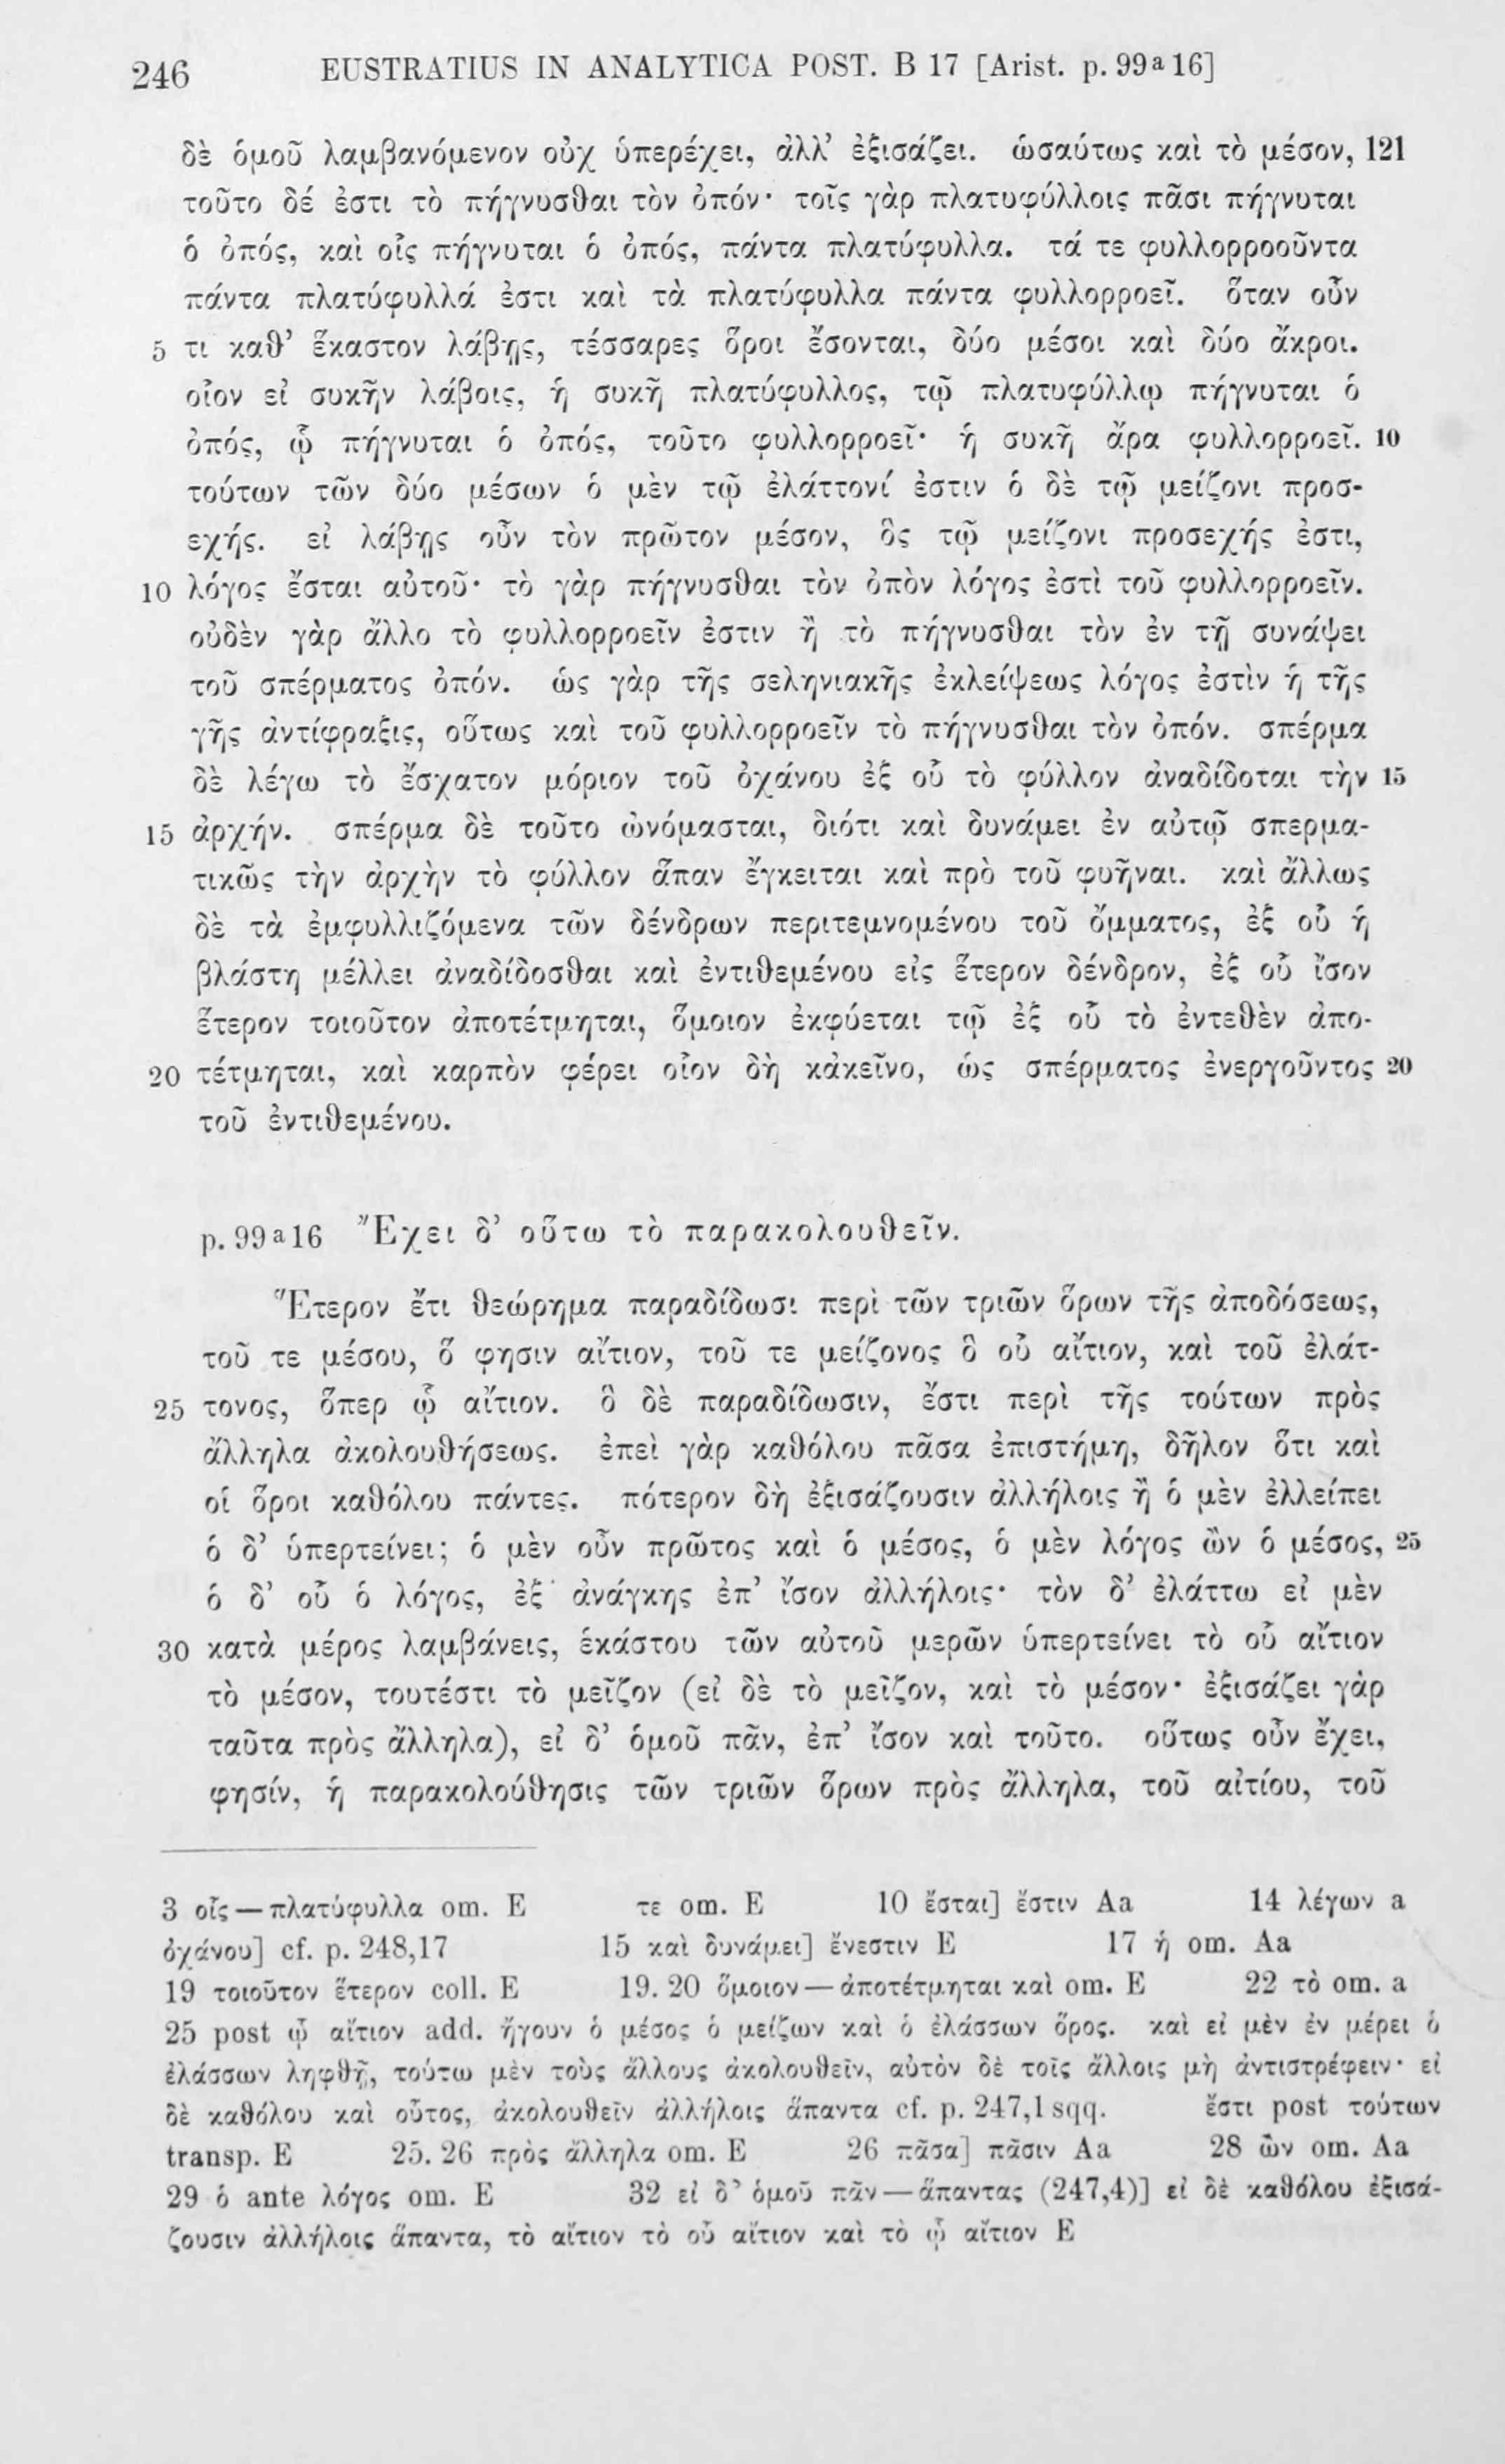 246 EUSTRATIUS IN ANALYTICA POST. B 17 [Arist. p. 99ª16]
δὲ ὁμοῦ λαμβανόμενον οὐχ ὑπερέχει, ἀλλ’ ἐξισάζει. ὡσαύτως καὶ τὸ μέσον, 121
τοῦτο δέ ἐστι τὸ πήγνυσθαι τὸν ὀπόν· τοῖς γὰρ πλατυφύλλοις πᾶσι πήγνυται
ὁ ὀπός, καὶ οἷς πήγνυται ὁ ὀπός, πάντα πλατύφυλλα. τά τε φυλλορροοῦντα
πάντα πλατύφυλλά ἐστι καὶ τὰ πλατύφυλλα πάντα φυλλορροεῖ. ὅταν οὖν
5 τι καθ’ ἕκαστον λάβῃς, τέσσαρες ὅροι ἔσονται, δύο μέσοι καὶ δύο ἄκροι.
οἷον εἰ συκῆν λάβοις, ἡ συκῆ πλατύφυλλος, τῷ πλατυφύλλῳ πήγνυται ὁ
ὀπός, ᾧ πήγνυται ὁ ὀπός, τοῦτο φυλλορροεῖ· ἡ συκῆ ἄρα φυλλορροεῖ. 10
τούτων τῶν δύο μέσων ὁ μὲν τῷ ἐλάττονί ἐστιν ὁ δὲ τῷ μείζονι προσ-
εχής. εἰ λάβῃς οὖν τὸν πρῶτον μέσον, ὃς τῷ μείζονι προσεχής ἐστι,
10 λόγος ἔσται αὐτοῦ· τὸ γὰρ πήγνυσθαι τὸν ὀπὸν λόγος ἐστὶ τοῦ φυλλορροεῖν.
οὐδὲν γὰρ ἄλλο τὸ φυλλορροεῖν ἐστιν ἢ τὸ πήγνυσθαι τὸν ἐν τῇ συνάψει
τοῦ σπέρματος ὀπόν. ὡς γὰρ τῆς σεληνιακῆς ἐκλείψεως λόγος ἐστὶν ἡ τῆς
γῆς ἀντίφραξις, οὕτως καὶ τοῦ φυλλορροεῖν τὸ πήγνυσθαι τὸν ὀπόν. σπέρμα
δὲ λέγω τὸ ἔσχατον μόριον τοῦ ὀχάνου ἐξ οὗ τὸ φύλλον ἀναδίδοται τὴν 15
15 ἀρχήν. σπέρμα δὲ τοῦτο ὠνόμασται, διότι καὶ δυνάμει ἐν αὐτῷ σπερμα-
τικῶς τὴν ἀρχὴν τὸ φύλλον ἅπαν ἔγκειται καὶ πρὸ τοῦ φυῆναι. καὶ ἄλλως
δὲ τὰ ἐμφυλλιζόμενα τῶν δένδρων περιτεμνομένου τοῦ ὄμματος, ἐξ οὗ ἡ
βλάστη μέλλει ἀναδίδοσθαι καὶ ἐντιθεμένου εἰς ἕτερον δένδρον, ἐξ οὗ ἴσον
ἕτερον τοιοῦτον ἀποτέτμηται, ὅμοιον ἐκφύεται τῷ ἐξ οὗ τὸ ἐντεθὲν ἀπο-
20 τέτμηται, καὶ καρπὸν φέρει οἷον δὴ κἀκεῖνο, ὡς σπέρματος ἐνεργοῦντος 20
τοῦ ἐντιθεμένου.
p. 99ª16 Ἔχει δ’ οὕτω τὸ παρακολουθεῖν.
Ἕτερον ἔτι θεώρημα παραδίδωσι περὶ τῶν τριῶν ὅρων τῆς ἀποδόσεως,
τοῦ τε μέσου, ὅ φησιν αἴτιον, τοῦ τε μείζονος ὃ οὗ αἴτιον, καὶ τοῦ ἐλάτ-
25 τονος, ὅπερ ᾧ αἴτιον. ὃ δὲ παραδίδωσιν, ἔστι περὶ τῆς τούτων πρὸς
ἄλληλα ἀκολουθήσεως. ἐπεὶ γὰρ καθόλου πᾶσα ἐπιστήμη, δῆλον ὅτι καὶ
οἱ ὅροι καθόλου πάντες. πότερον δὴ ἐξισάζουσιν ἀλλήλοις ἢ ὁ μὲν ἐλλείπει
ὁ δ’ ὑπερτείνει; ὁ μὲν οὖν πρῶτος καὶ ὁ μέσος, ὁ μὲν λόγος ὢν ὁ μέσος, 25
ὁ δ’ οὗ ὁ λόγος, ἐξ ἀνάγκης ἐπ’ ἴσον ἀλλήλοις· τὸν δ’ ἐλάττω εἰ μὲν
30 κατὰ μέρος λαμβάνεις, ἑκάστου τῶν αὐτοῦ μερῶν ὑπερτείνει τὸ οὗ αἴτιον
τὸ μέσον, τουτέστι τὸ μεῖζον (εἰ δὲ τὸ μεῖζον, καὶ τὸ μέσον· ἐξισάζει γὰρ
ταῦτα πρὸς ἄλληλα), εἰ δ’ ὁμοῦ πᾶν, ἐπ’ ἴσον καὶ τοῦτο. οὕτως οὖν ἔχει,
φησίν, ἡ παρακολούθησις τῶν τριῶν ὅρων πρὸς ἄλληλα, τοῦ αἰτίου, τοῦ
3 οἷς — πλατύφυλλα om. E τε om. E 10 ἔσται] ἔστιν Aa 14 λέγων a
ὀχάνου] cf. p. 248,17 15 καὶ δυνάμει] ἔνεστιν E 17 ἡ om. Aa
19 τοιοῦτον ἕτερον coll. E 19. 20 ὅμοιον — ἀποτέτμηται καὶ om. E 22 τὸ om. a
25 post ᾧ αἴτιον add. ἤγουν ὁ μέσος ὁ μείζων καὶ ὁ ἐλάσσων ὅρος. καὶ εἰ μὲν ἐν μέρει ὁ
ἐλάσσων ληφθῇ, τούτω μὲν τοὺς ἄλλους ἀκολουθεῖν, αὐτὸν δὲ τοῖς ἄλλοις μὴ ἀντιστρέφειν· εἰ
δὲ καθόλου καὶ οὗτος, ἀκολουθεῖν ἀλλήλοις ἅπαντα cf. p. 247,1 sqq. ἔστι post τούτων
transp. E 25. 26 πρὸς ἄλληλα om. E 26 πᾶσα] πᾶσιν Aa 28 ὢν om. Aa
29 ὁ ante λόγος om. E 32 εἰ δ’ ὁμοῦ πᾶν — ἅπαντας (247,4)] εἰ δὲ καθόλου ἐξισά-
ζουσιν ἀλλήλοις ἅπαντα, τὸ αἴτιον τὸ οὗ αἴτιον καὶ τὸ ᾧ αἴτιον E